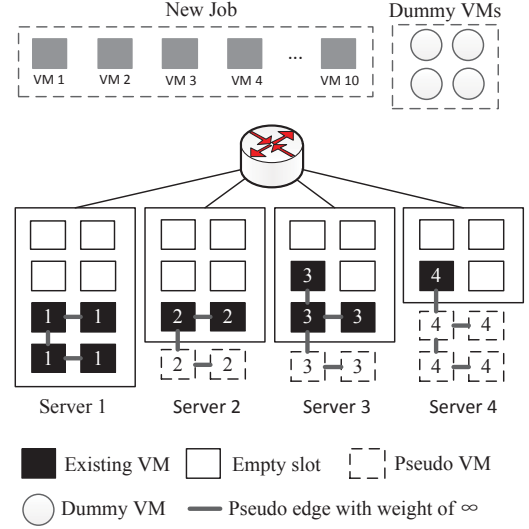 New Job Dummy VMs
VM 1 VM 2 VM 3 VM 4 ... VM 10
3 4
1 1 2 2 3 3 4 4
1 1 2 2 3 3 4 4
Server 1 Server 2 Server 3 Server 4
Existing VM Empty slot Pseudo VM
Dummy VM Pseudo edge with weight of ∞